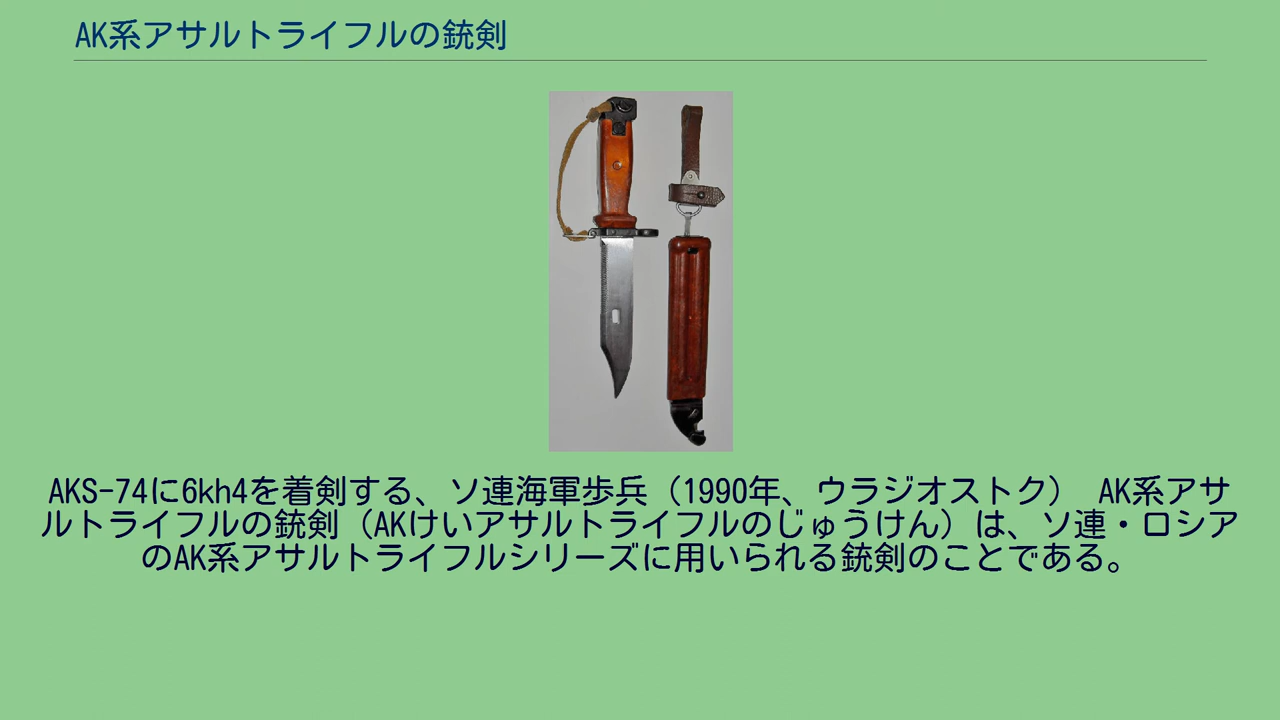 AK系アサルトライフルの銃剣
AKS-74に6kh4を着剣する、ソ連海軍歩兵（1990年、ウラジオストク） AK系アサ
ルトライフルの銃剣（AKけいアサルトライフルのじゅうけん）は、ソ連・ロシア
のAK系アサルトライフルシリーズに用いられる銃剣のことである。